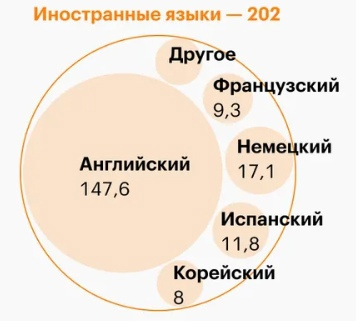 Иностранные языки — 202
Другое
Французский
9,3
Немецкий
17,1
Английский
147,6
Испанский
11,8
Корейский
8